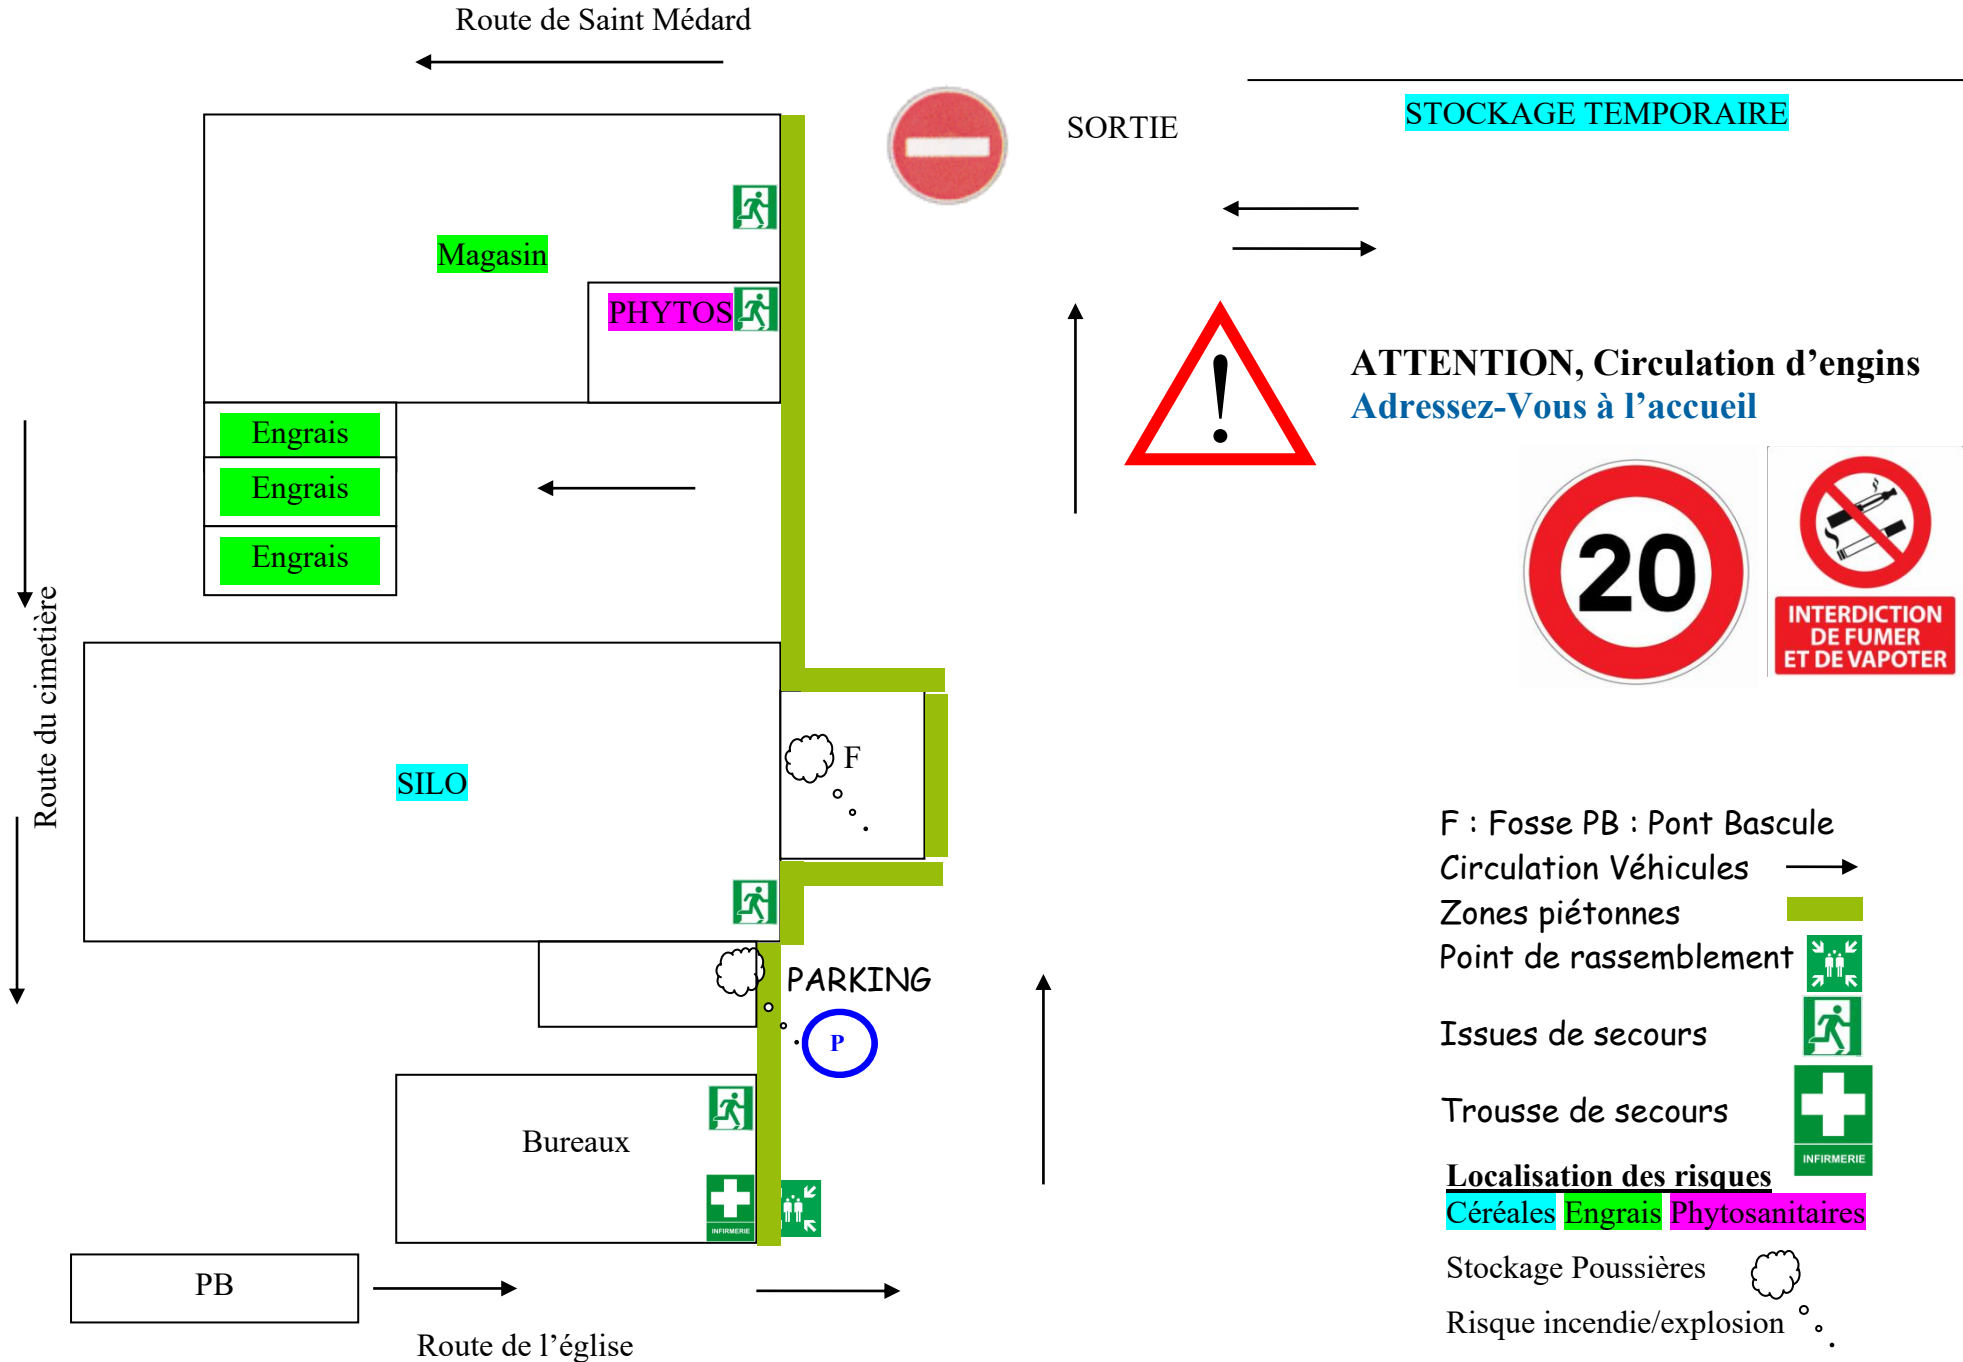 Route de Saint Médard
SORTIE
STOCKAGE TEMPORAIRE
Magasin
PHYTOS
ATTENTION, Circulation d’engins
Adressez-Vous à l’accueil
Engrais
Engrais
Engrais
20
INTERDICTION
DE FUMER
ET DE VAPOTER
Route du cimetière
SILO
F
F : Fosse PB : Pont Bascule
Circulation Véhicules
Zones piétonnes
Point de rassemblement
Issues de secours
Trousse de secours
INFIRMERIE
Localisation des risques
Céréales Engrais Phytosanitaires
Stockage Poussières
Risque incendie/explosion
PARKING
P
Bureaux
INFIRMERIE
PB
Route de l’église